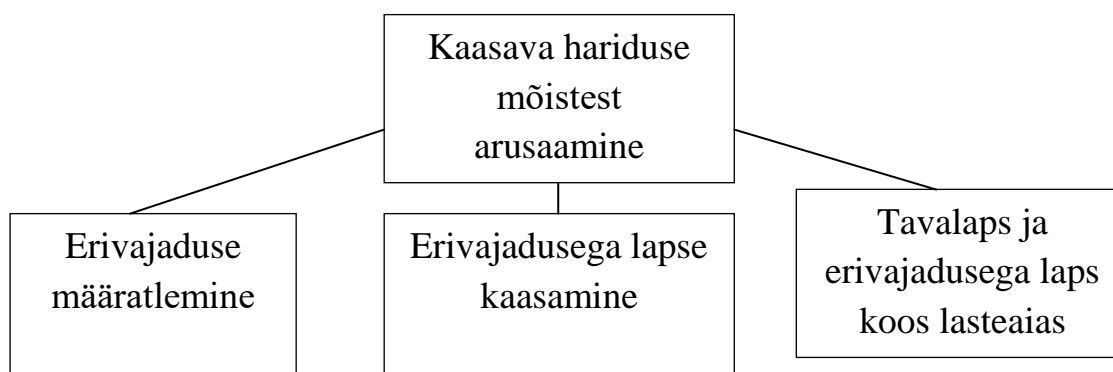 Kaasava hariduse
mõistest
arusaamine
Erivajaduse
määratlemine
Erivajadusega lapse
kaasamine
Tavalaps ja
erivajadusega laps
koos lasteaias